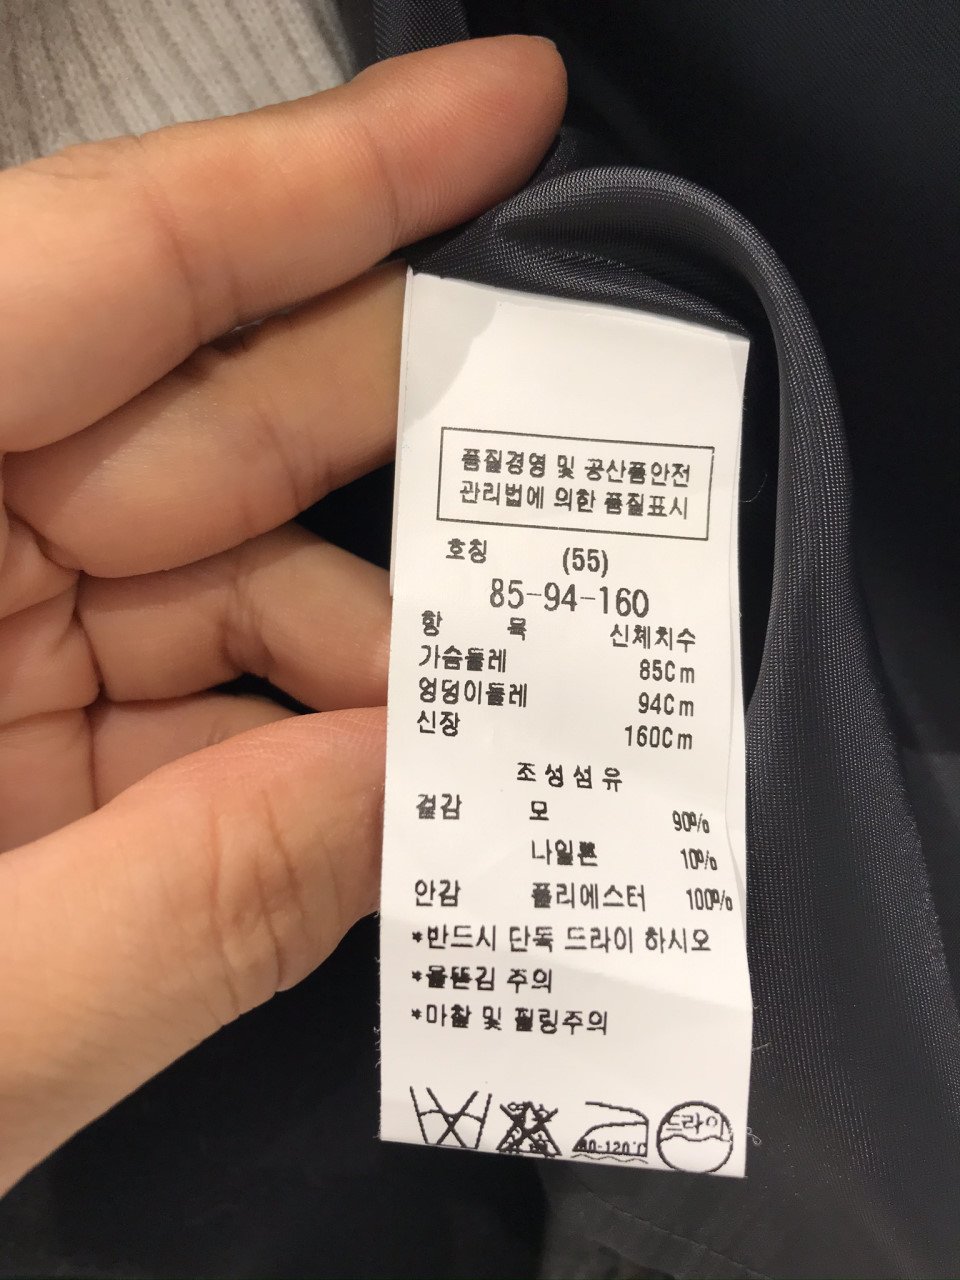 품질경영 및 공산품안전
관리법에 의한 품질표시
호칭 (55)
85-94-160
항 목 신체치수
가슴둘레 85Cm
엉덩이둘레 94Cm
신장 160Cm
조성섬유
겉감 모 90%
나일론 10%
안감 폴리에스터 100%
*반드시 단독 드라이 하시오
*올뜯김 주의
*마찰 및 필링주의
80-120℃ 드라이